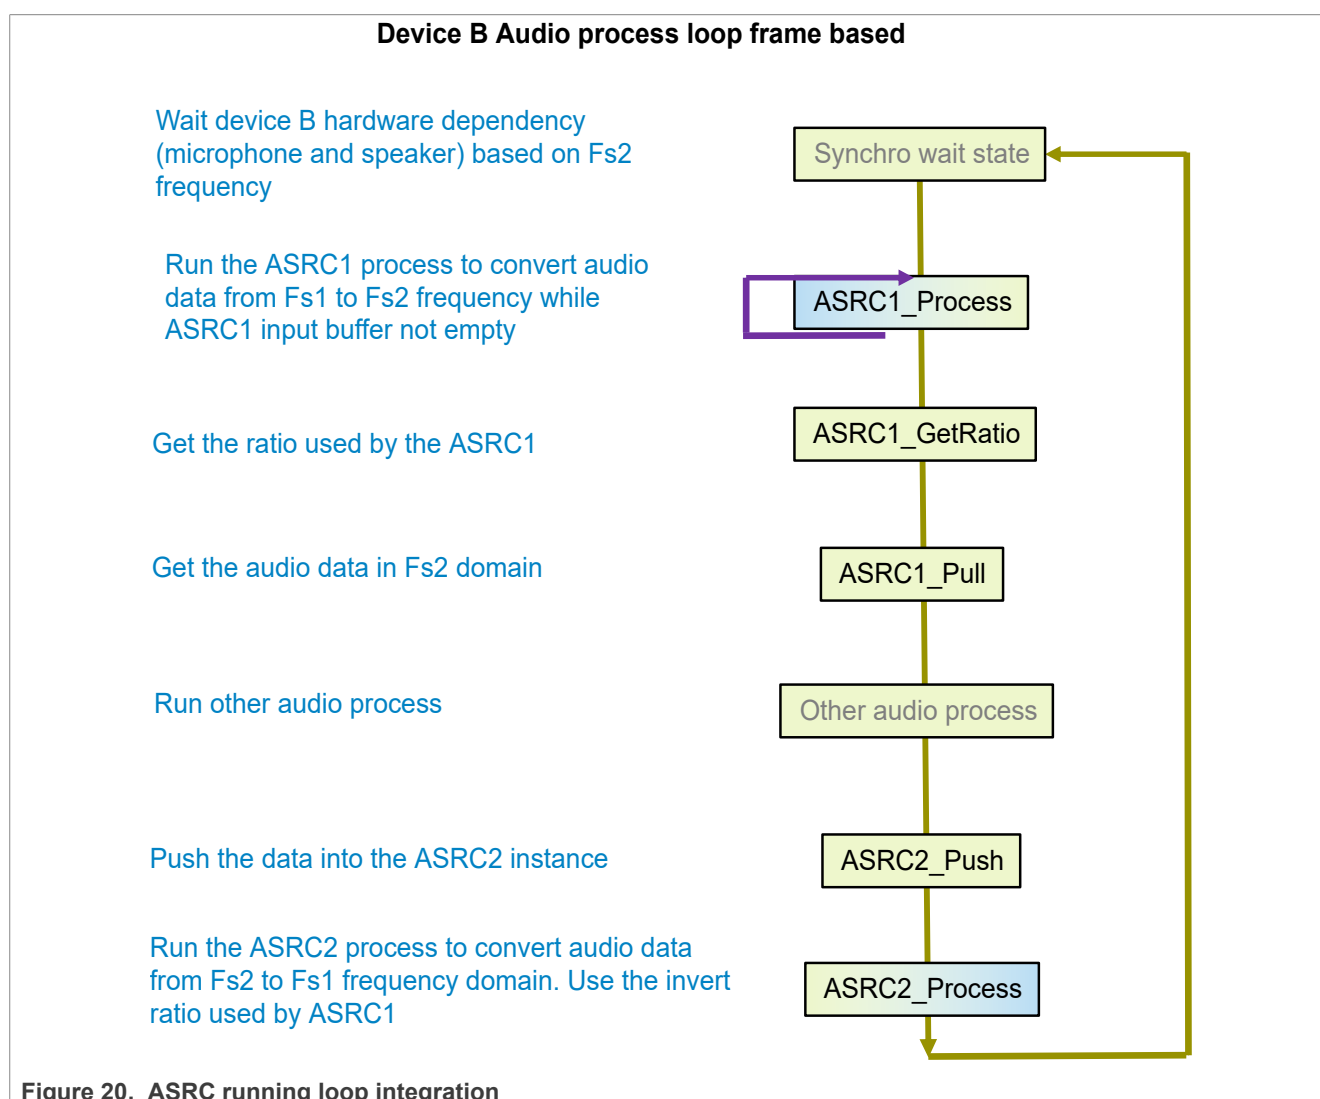 Device B Audio process loop frame based
Wait device B hardware dependency
(microphone and speaker) based on Fs2
frequency
Synchro wait state
Run the ASRC1 process to convert audio
data from Fs1 to Fs2 frequency while
ASRC1 input buffer not empty
ASRC1_Process
Get the ratio used by the ASRC1
ASRC1_GetRatio
Get the audio data in Fs2 domain
ASRC1_Pull
Run other audio process
Other audio process
Push the data into the ASRC2 instance
ASRC2_Push
Run the ASRC2 process to convert audio data
from Fs2 to Fs1 frequency domain. Use the invert
ratio used by ASRC1
ASRC2_Process
Figure 20. ASRC running loop integration